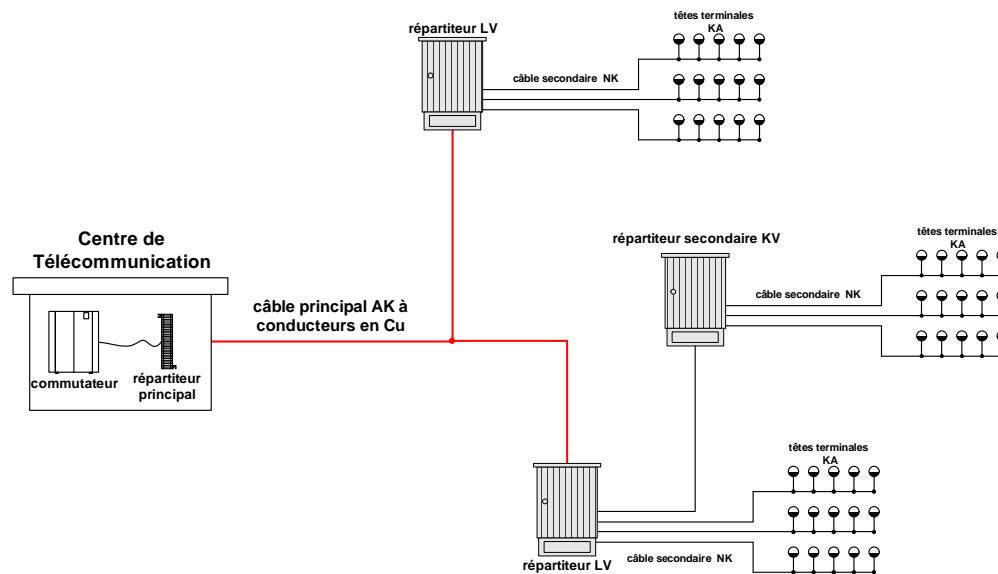 têtes terminales
KA
répartiteur LV
câble secondaire NK
têtes terminales
KA
répartiteur secondaire KV
câble secondaire NK
Centre de
Télécommunication
câble principal AK à
conducteurs en Cu
commutateur
répartiteur
principal
têtes terminales
KA
répartiteur LV
câble secondaire NK